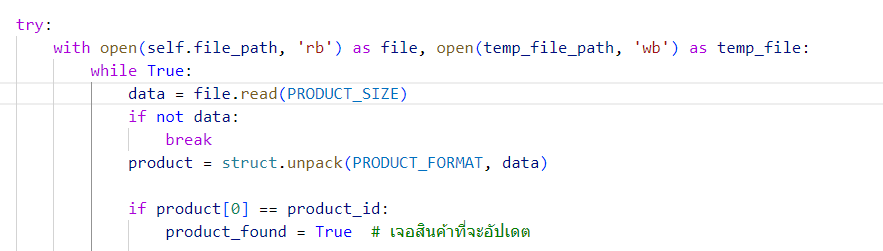 try:
with open(self.file_path, 'rb') as file, open(temp_file_path, 'wb') as temp_file:
while True:
data = file.read(PRODUCT_SIZE)
if not data:
break
product = struct.unpack(PRODUCT_FORMAT, data)
if product[0] == product_id:
product_found = True  # เจอสินค้าที่จะอัปเดต